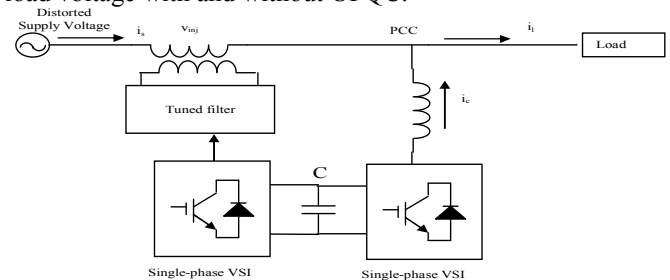 load voltage with and without UPQC.
Distorted
Supply Voltage
i_s
v_inj
PCC
i_l
Load
Tuned filter
i_c
C
Single-phase VSI
Single-phase VSI